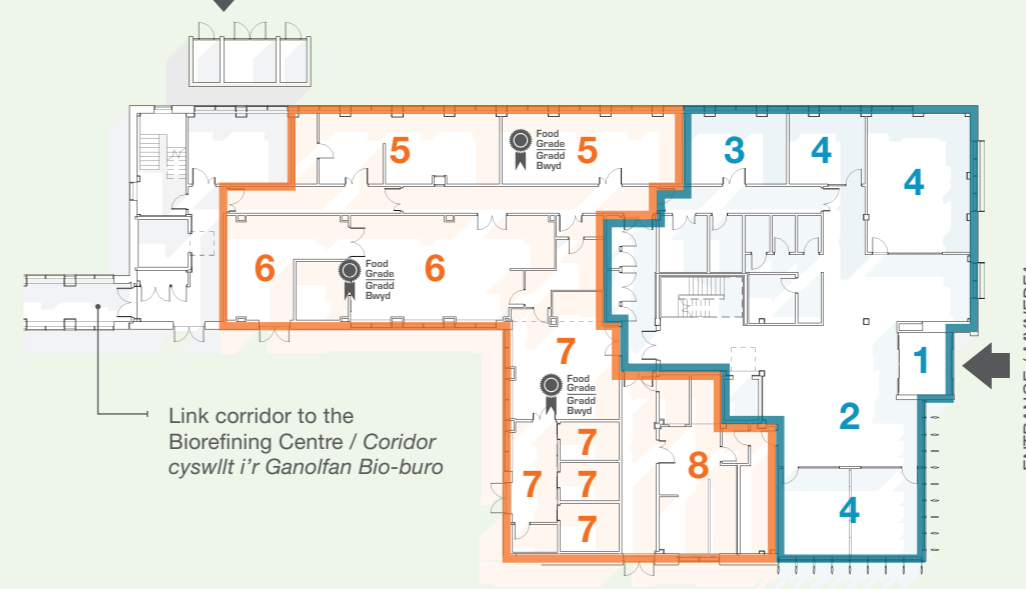 5
Food
Grade
Gradd
Bwyd
5
3
4
4
6
Food
Grade
Gradd
Bwyd
6
7
Food
Grade
Gradd
Bwyd
1
2
7
7
7
7
8
4
Link corridor to the
Biorefining Centre / Coridor
cyswllt i'r Ganolfan Bio-buro
ENTRANCE / MYNEDFA